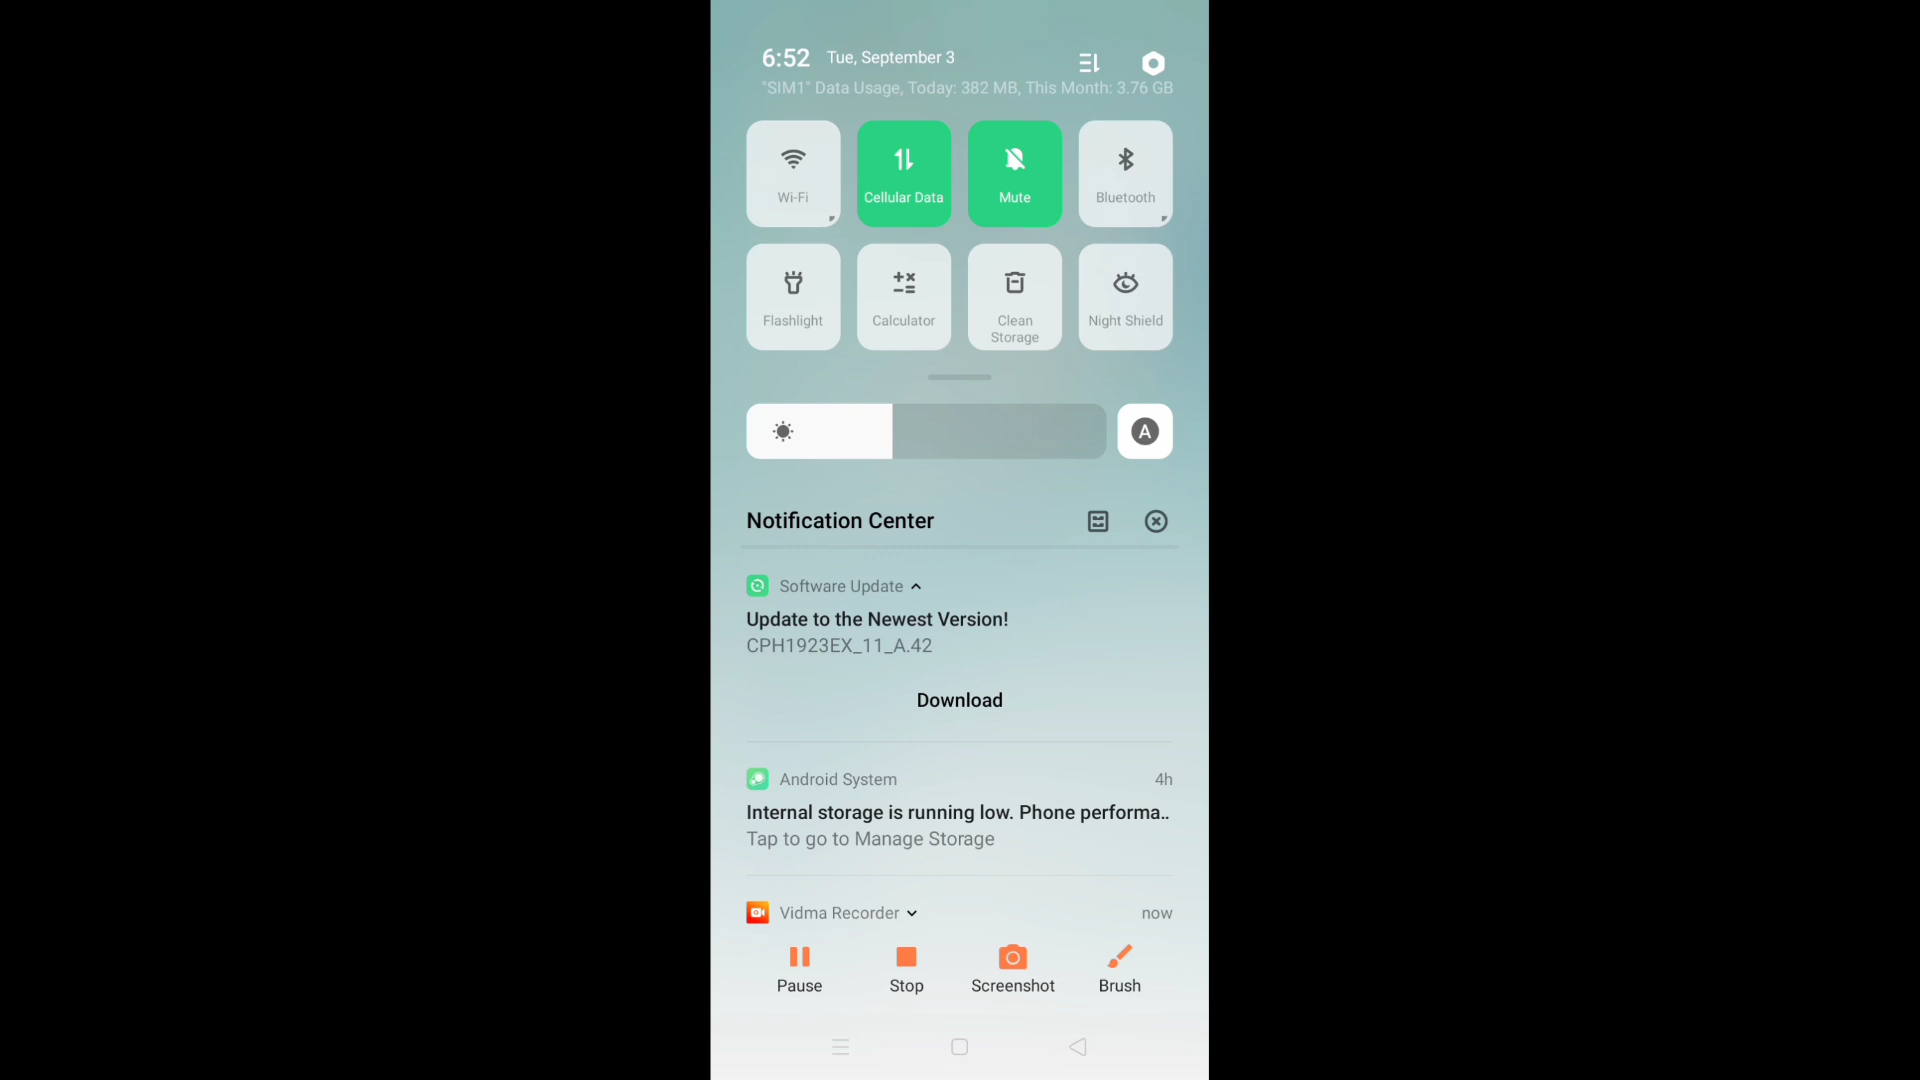 6:52 Tue, September 3
"SIM1" Data Usage, Today: 382 MB, This Month: 3.76 GB
Wi-Fi
Cellular Data
Mute
Bluetooth
Flashlight
Calculator
Clean
Storage
Night Shield
A
Notification Center
Software Update
Update to the Newest Version!
CPH1923EX_11_A.42
Download
Android System 4h
Internal storage is running low. Phone performa..
Tap to go to Manage Storage
Vidma Recorder now
Pause
Stop
Screenshot
Brush